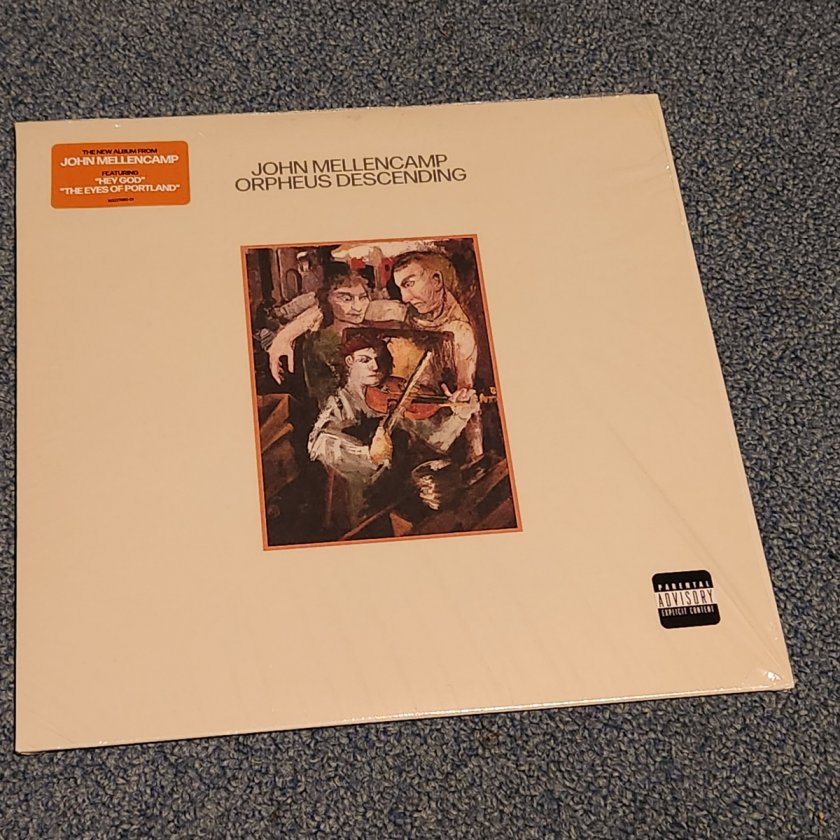 THE NEW ALBUM FROM
JOHN MELLENCAMP
FEATURING
"HEY GOD"
"THE EYES OF PORTLAND"
JOHN MELLENCAMP
ORPHEUS DESCENDING
PARENTAL
ADVISORY
EXPLICIT CONTENT